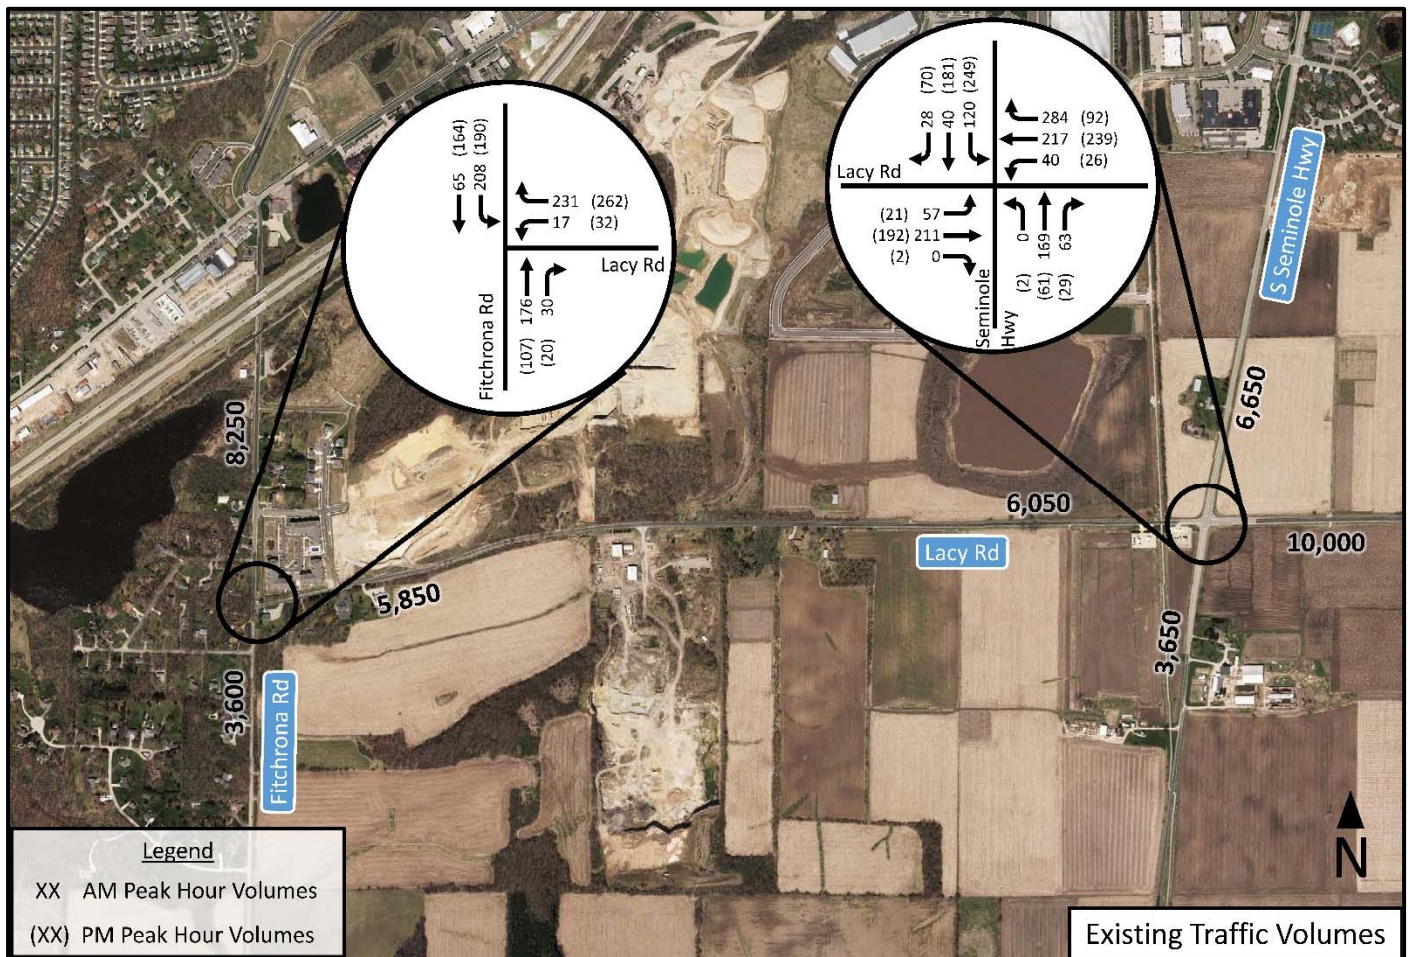 (164)
(190)
65
208
231 (262)
17 (32)
Lacy Rd
Fitchrona Rd
176
30
(107)
(20)
(70)
(181)
(249)
28
40
120
284 (92)
217 (239)
40 (26)
Lacy Rd
(21) 57
(192) 211
(2) 0
0
169
63
(2)
(61)
(29)
Seminole
Hwy
S Seminole Hwy
8,250
6,650
6,050
Lacy Rd
10,000
5,850
3,600
3,650
Fitchrona Rd
Legend
XX AM Peak Hour Volumes
(XX) PM Peak Hour Volumes
N
Existing Traffic Volumes